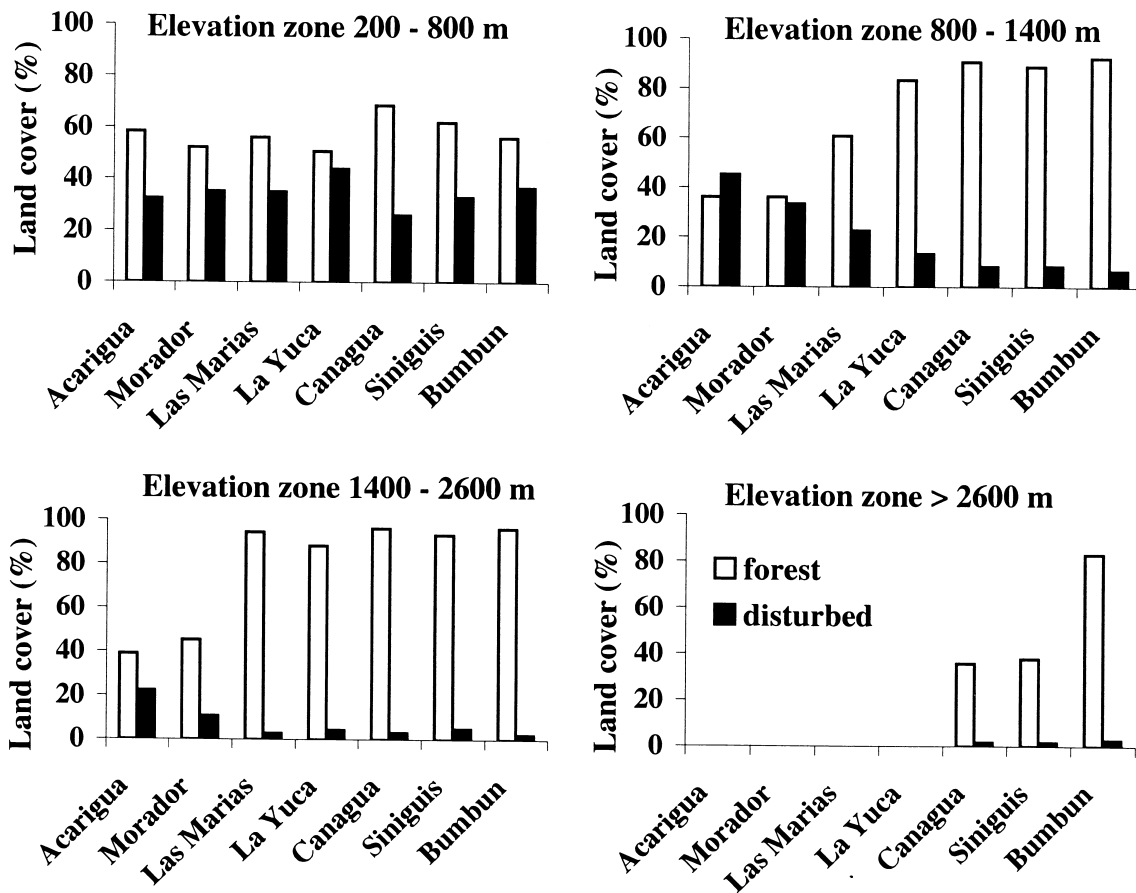 Elevation zone 200 - 800 m
Land cover (%)
100
80
60
40
20
0
Acarigua
Morador
Las Marias
La Yuca
Canagua
Siniguis
Bumbun
Elevation zone 800 - 1400 m
Land cover (%)
100
80
60
40
20
0
Acarigua
Morador
Las Marias
La Yuca
Canagua
Siniguis
Bumbun
Elevation zone 1400 - 2600 m
Land cover (%)
100
80
60
40
20
0
Acarigua
Morador
Las Marias
La Yuca
Canagua
Siniguis
Bumbun
Elevation zone > 2600 m
Land cover (%)
100
80
60
40
20
0
forest
disturbed
Acarigua
Morador
Las Marias
La Yuca
Canagua
Siniguis
Bumbun